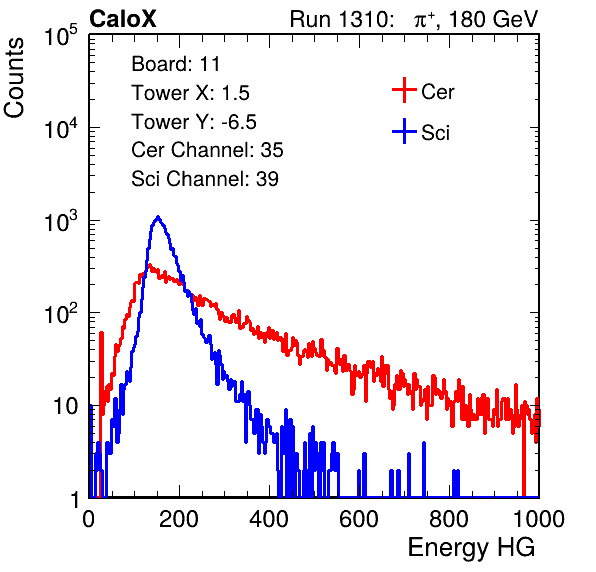 CaloX Run 1310: π⁺, 180 GeV
Counts
10⁵
10⁴
10³
10²
10
1
Board: 11
Tower X: 1.5
Tower Y: -6.5
Cer Channel: 35
Sci Channel: 39
Cer
Sci
0 200 400 600 800 1000
Energy HG